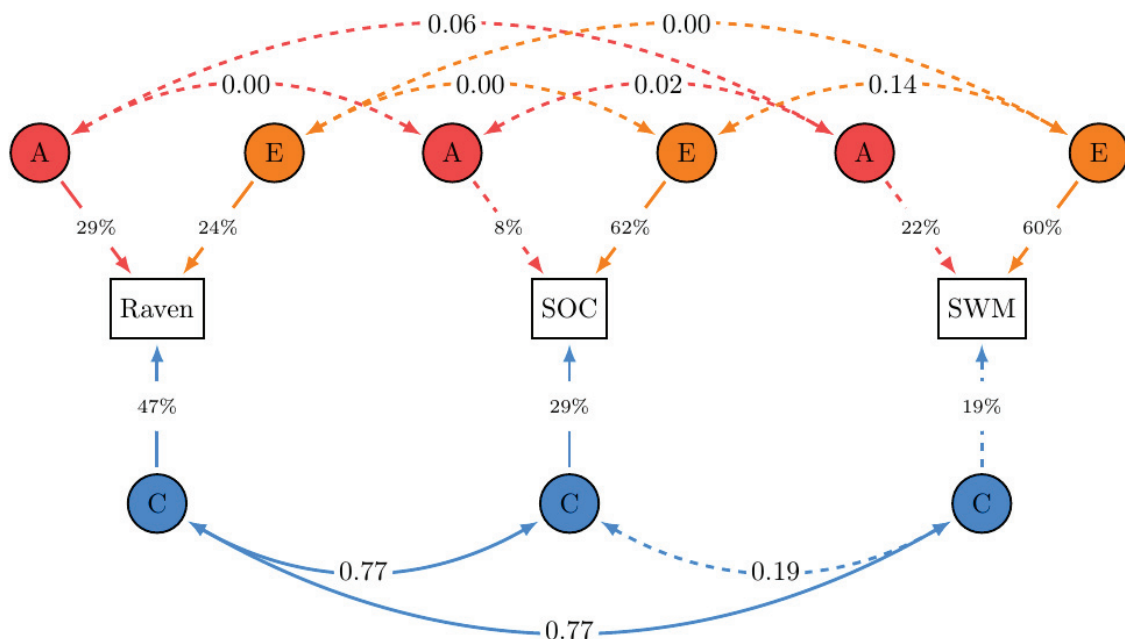 0.06 0.00
0.00 0.00 0.02 0.14
A E A E A E
29% 24% 8% 62% 22% 60%
Raven SOC SWM
47% 29% 19%
C C C
0.77 0.19
0.77